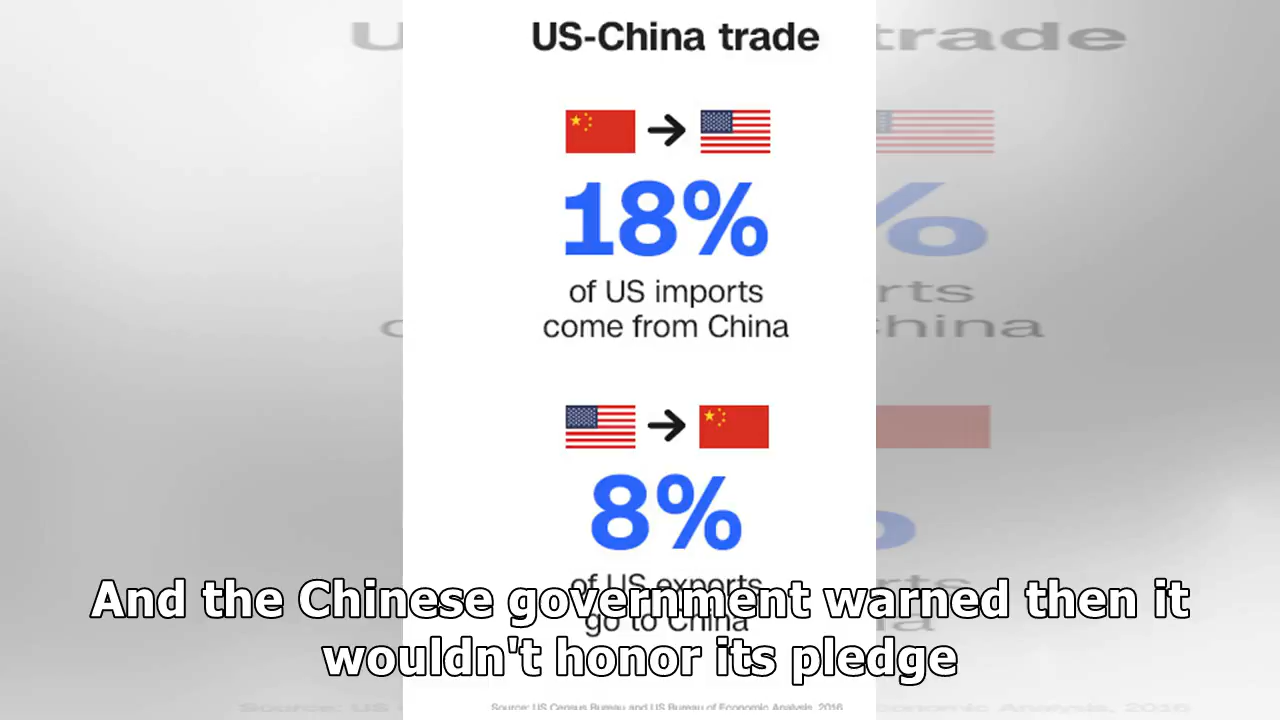 US-China trade
18%
of US imports
come from China
8%
of US exports
go to China
And the Chinese government warned then it
wouldn't honor its pledge
Source: US Census Bureau and US Bureau of Economic Analysis, 2016